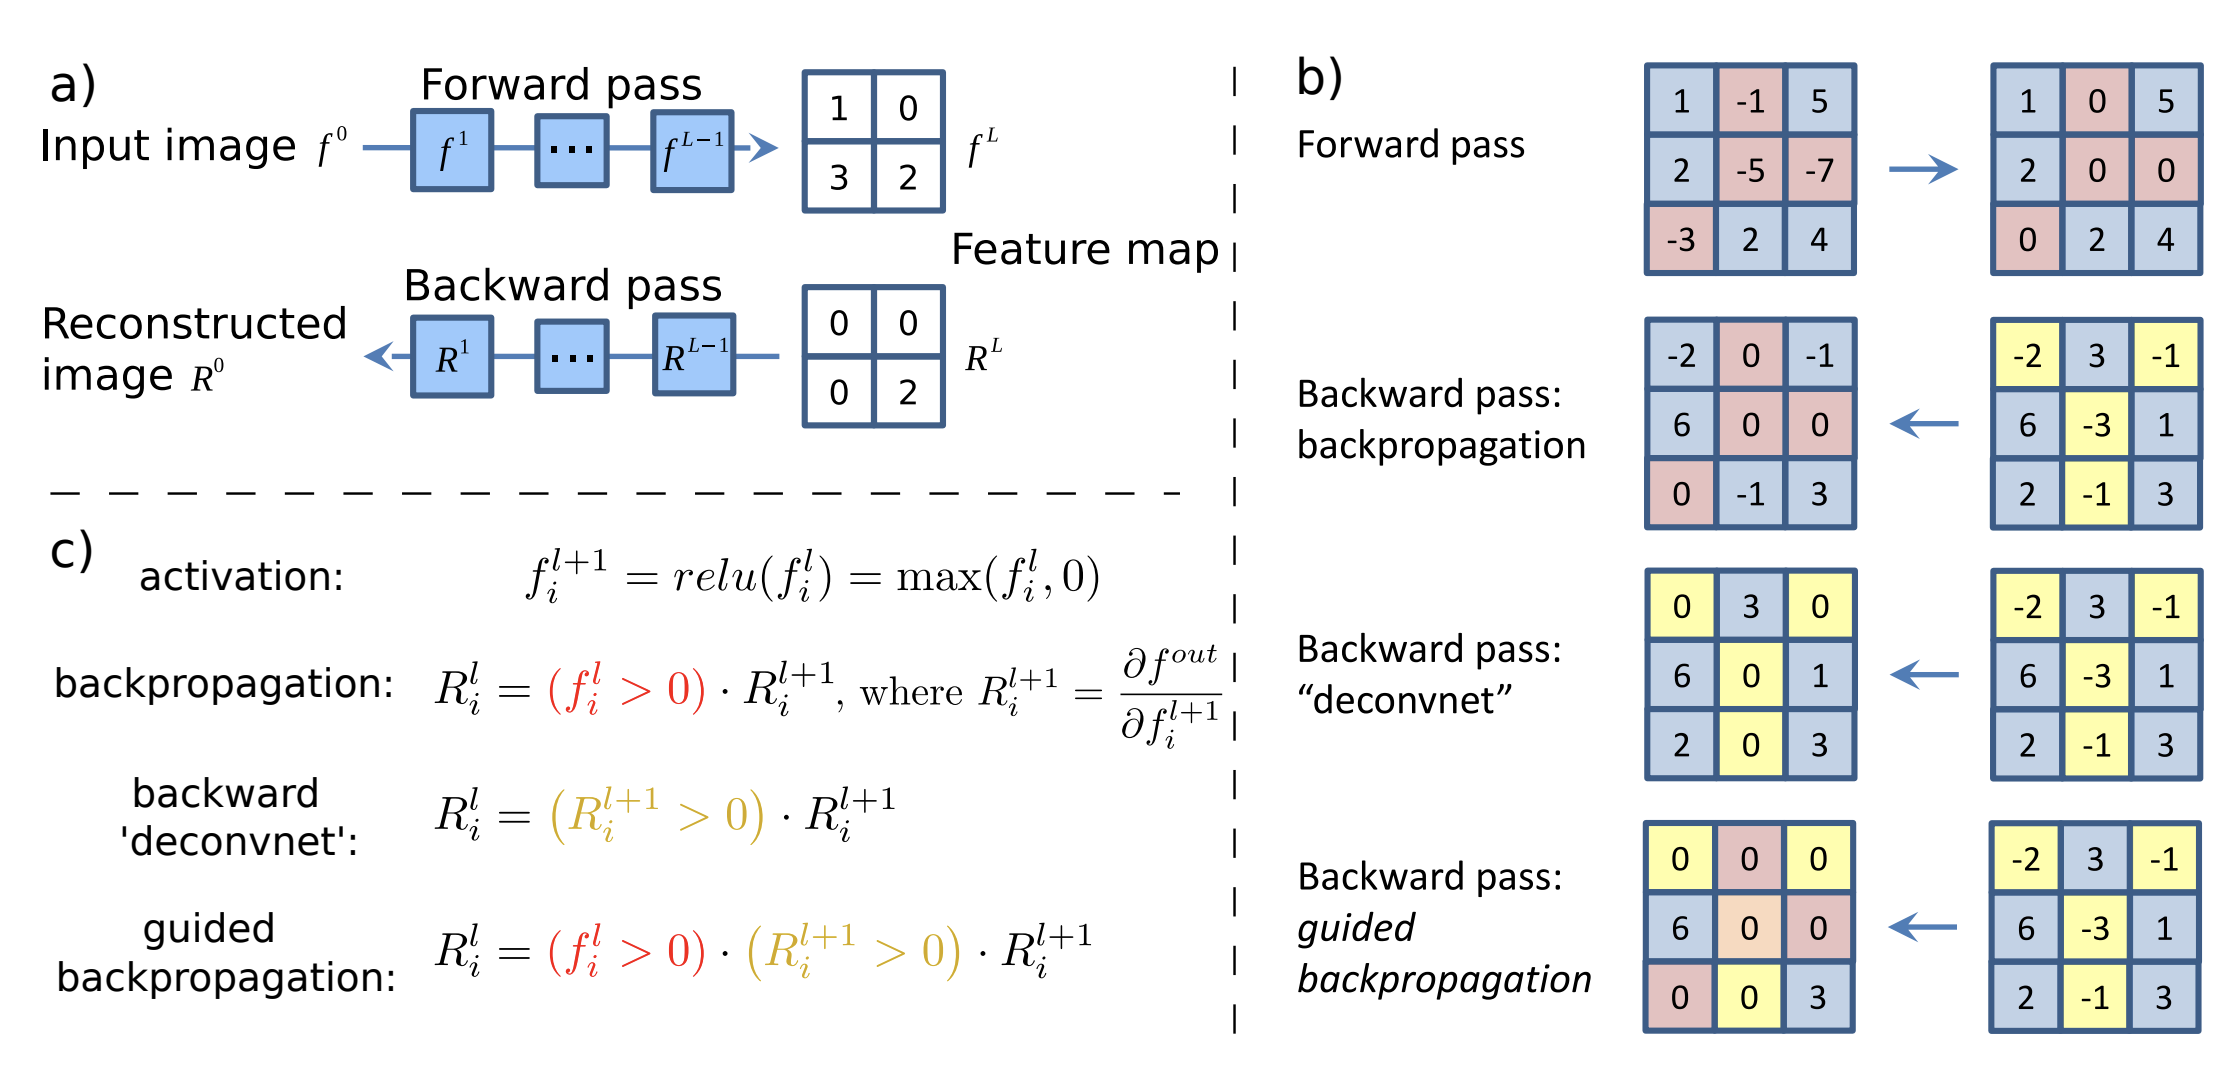 a)
Forward pass
Input image f^0
f^1
...
f^{L-1}
1 0
3 2
f^L
Feature map
Backward pass
Reconstructed
image R^0
R^1
...
R^{L-1}
0 0
0 2
R^L
c)
activation: f_i^{l+1} = relu(f_i^l) = max(f_i^l, 0)
backpropagation: R_i^l = (f_i^l > 0) · R_i^{l+1}, where R_i^{l+1} = ∂f^{out} / ∂f_i^{l+1}
backward
'deconvnet': R_i^l = (R_i^{l+1} > 0) · R_i^{l+1}
guided
backpropagation: R_i^l = (f_i^l > 0) · (R_i^{l+1} > 0) · R_i^{l+1}
b)
Forward pass
1 -1 5
2 -5 -7
-3 2 4
1 0 5
2 0 0
0 2 4
Backward pass:
backpropagation
-2 0 -1
6 0 0
0 -1 3
-2 3 -1
6 -3 1
2 -1 3
Backward pass:
“deconvnet”
0 3 0
6 0 1
2 0 3
-2 3 -1
6 -3 1
2 -1 3
Backward pass:
guided
backpropagation
0 0 0
6 0 0
0 0 3
-2 3 -1
6 -3 1
2 -1 3